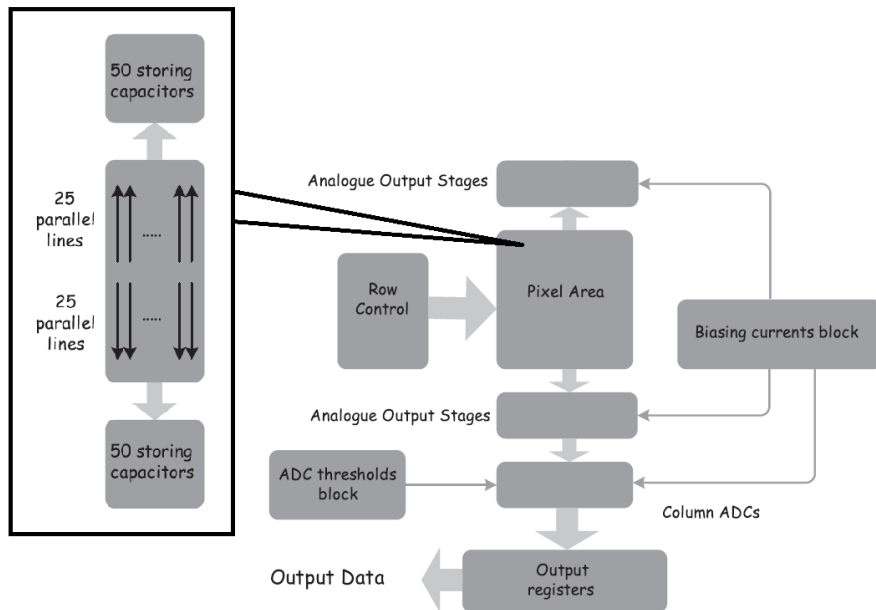 50 storing
capacitors
25
parallel
lines
.....
25
parallel
lines
.....
50 storing
capacitors
Analogue Output Stages
Row
Control
Pixel Area
Biasing currents block
Analogue Output Stages
ADC thresholds
block
Column ADCs
Output Data
Output
registers